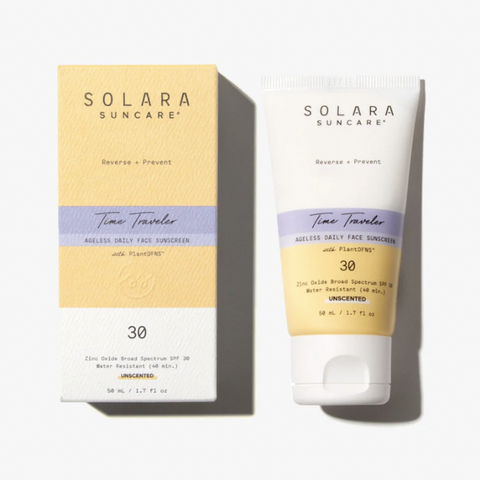 SOLARA
SUNCARE+
Reverse + Prevent
Time Traveler
AGELESS DAILY FACE SUNSCREEN
with PlantDFNS™
30
Zinc Oxide Broad Spectrum SPF 30
Water Resistant (40 min.)
UNSCENTED
50 mL / 1.7 fl oz
SOLARA
SUNCARE+
Reverse + Prevent
Time Traveler
AGELESS DAILY FACE SUNSCREEN
with PlantDFNS™
30
Zinc Oxide Broad Spectrum SPF 30
Water Resistant (40 min.)
UNSCENTED
50 mL / 1.7 fl oz